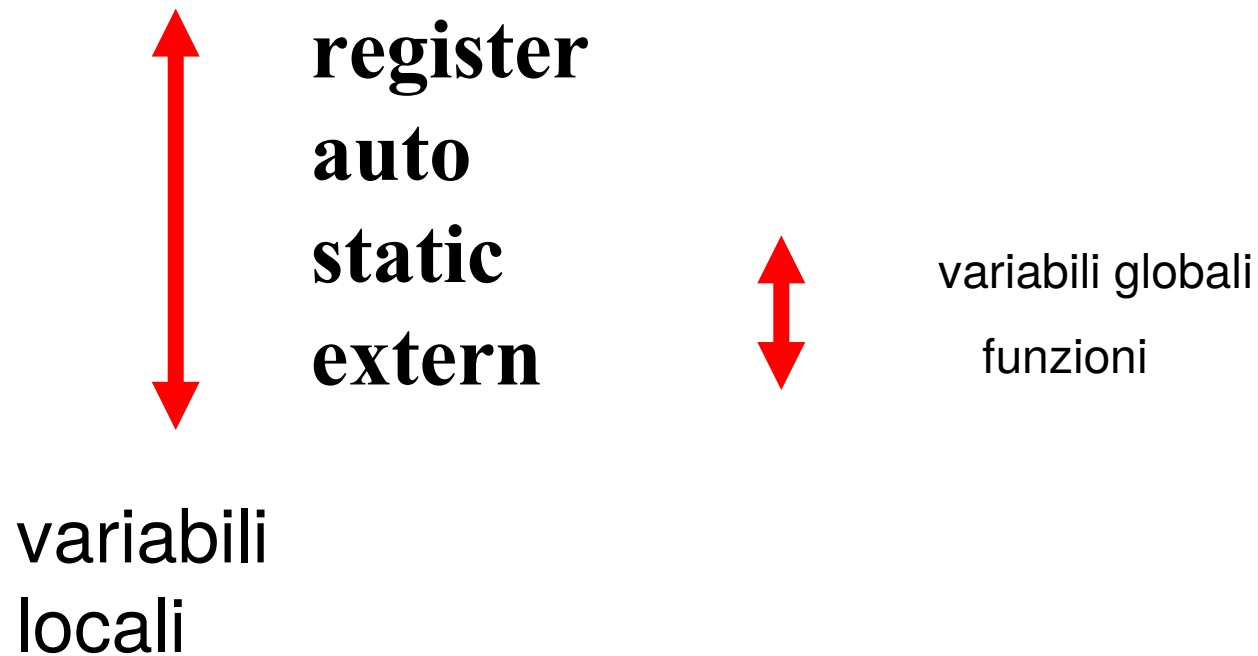 register
auto
static
extern
variabili globali
funzioni
variabili
locali